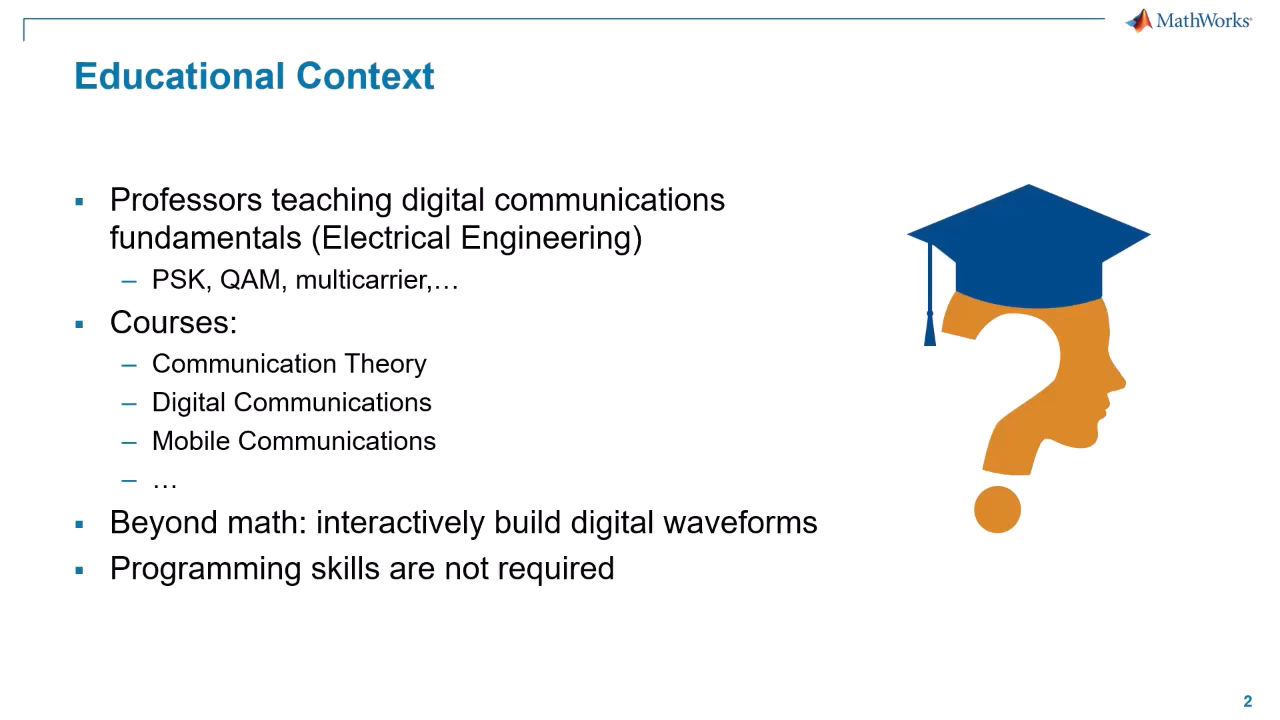 MathWorks®
Educational Context
▪ Professors teaching digital communications
fundamentals (Electrical Engineering)
– PSK, QAM, multicarrier,…
▪ Courses:
– Communication Theory
– Digital Communications
– Mobile Communications
– …
▪ Beyond math: interactively build digital waveforms
▪ Programming skills are not required
2